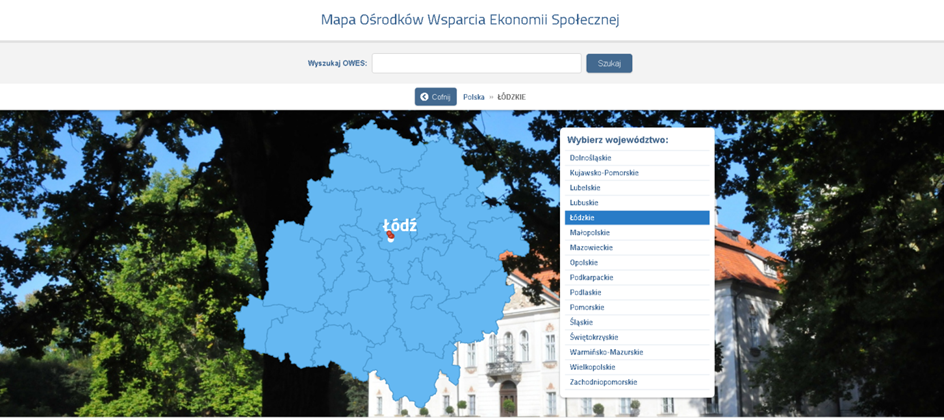 Mapa Ośrodków Wsparcia Ekonomii Społecznej
Wyszukaj OWES: Szukaj
Cofnij Polska » ŁÓDZKIE
Wybierz województwo:
Dolnośląskie
Kujawsko-Pomorskie
Lubelskie
Lubuskie
Łódzkie
Małopolskie
Mazowieckie
Opolskie
Podkarpackie
Podlaskie
Pomorskie
Śląskie
Świętokrzyskie
Warmińsko-Mazurskie
Wielkopolskie
Zachodniopomorskie
Łódź